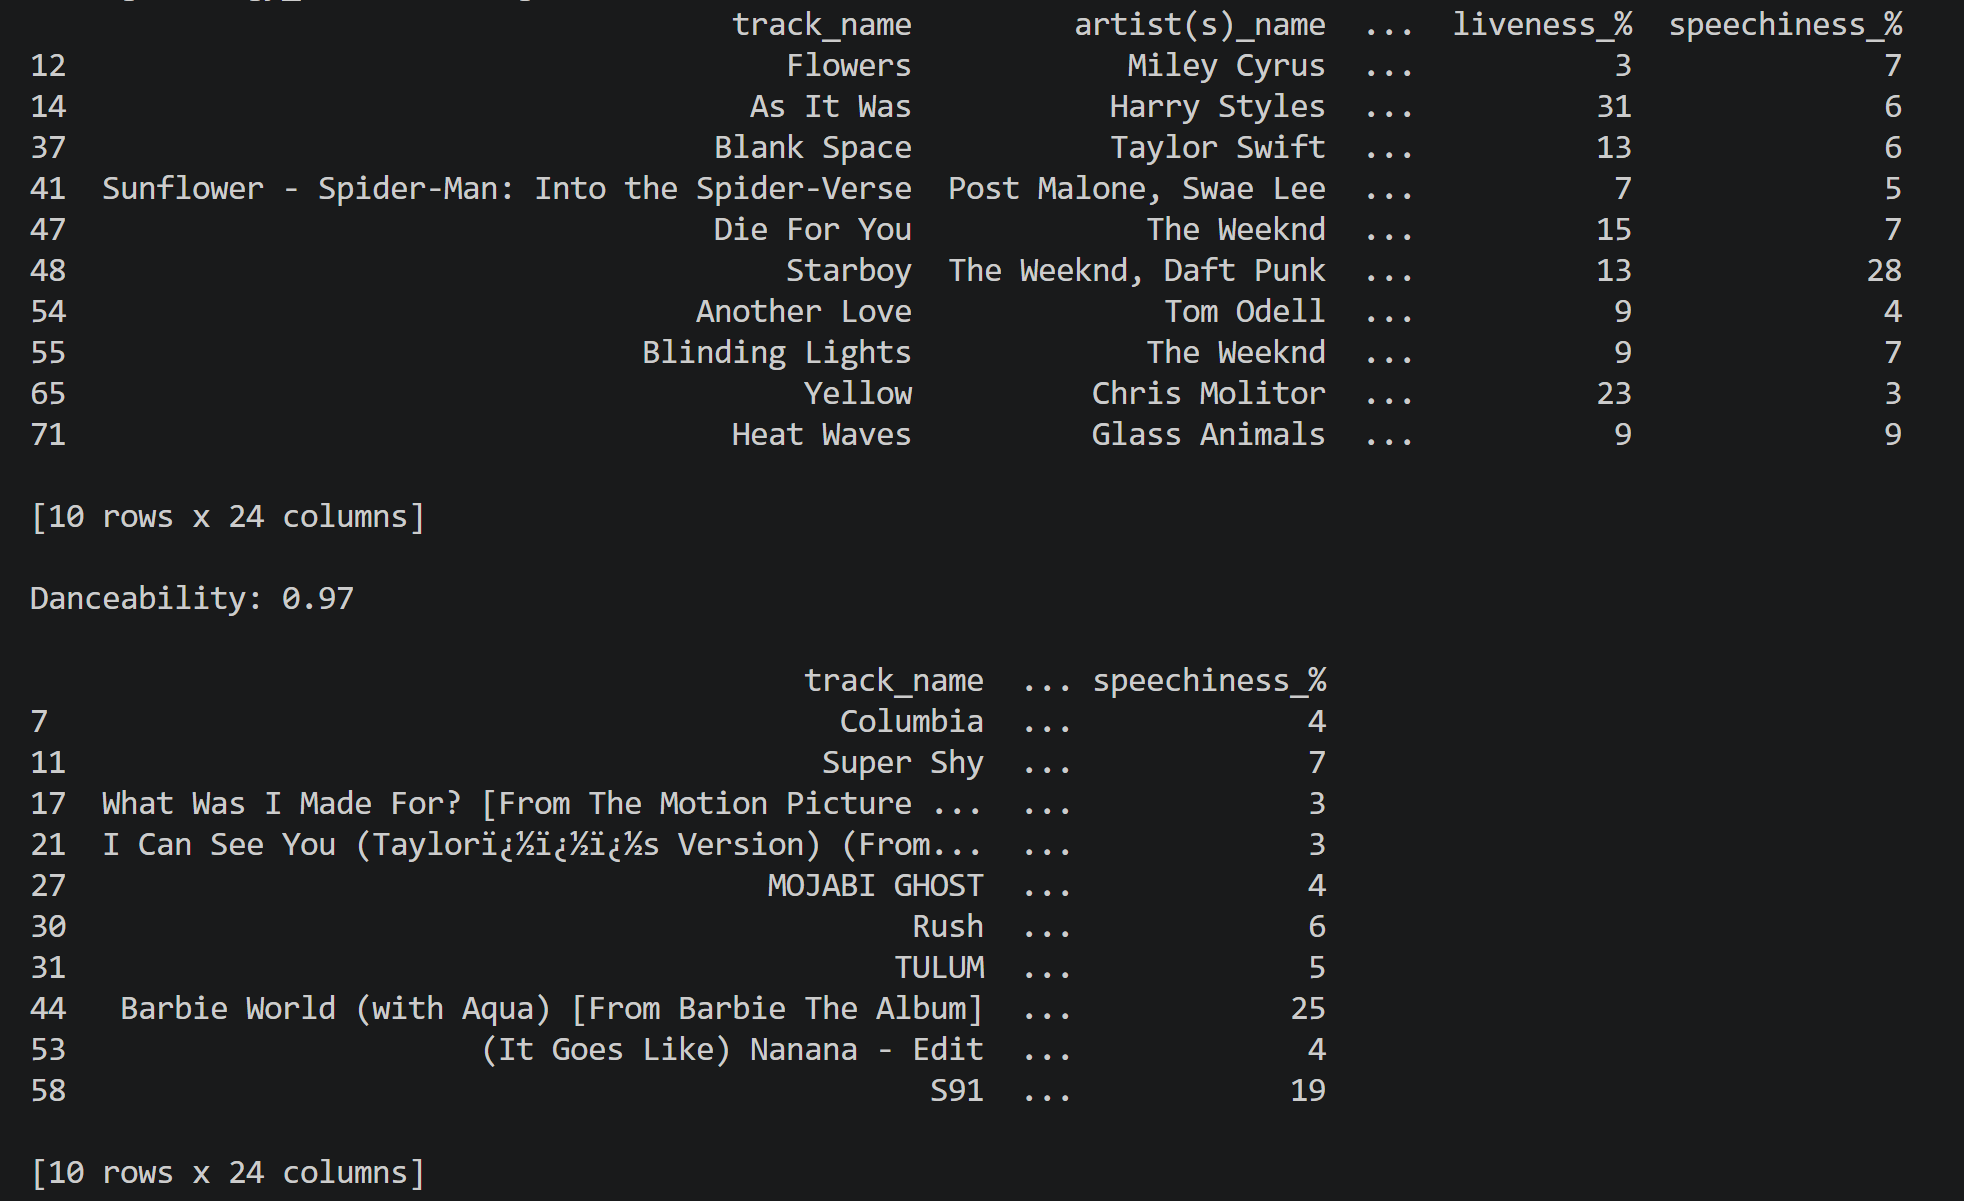 track_name artist(s)_name ... liveness_% speechiness_%
12 Flowers Miley Cyrus ... 3 7
14 As It Was Harry Styles ... 31 6
37 Blank Space Taylor Swift ... 13 6
41 Sunflower - Spider-Man: Into the Spider-Verse Post Malone, Swae Lee ... 7 5
47 Die For You The Weeknd ... 15 7
48 Starboy The Weeknd, Daft Punk ... 13 28
54 Another Love Tom Odell ... 9 4
55 Blinding Lights The Weeknd ... 9 7
65 Yellow Chris Molitor ... 23 3
71 Heat Waves Glass Animals ... 9 9
[10 rows x 24 columns]
Danceability: 0.97
track_name ... speechiness_%
7 Columbia ... 4
11 Super Shy ... 7
17 What Was I Made For? [From The Motion Picture ... ... 3
21 I Can See You (Taylorï¿½ï¿½ï¿½s Version) (From... ... 3
27 MOJABI GHOST ... 4
30 Rush ... 6
31 TULUM ... 5
44 Barbie World (with Aqua) [From Barbie The Album] ... 25
53 (It Goes Like) Nanana - Edit ... 4
58 S91 ... 19
[10 rows x 24 columns]